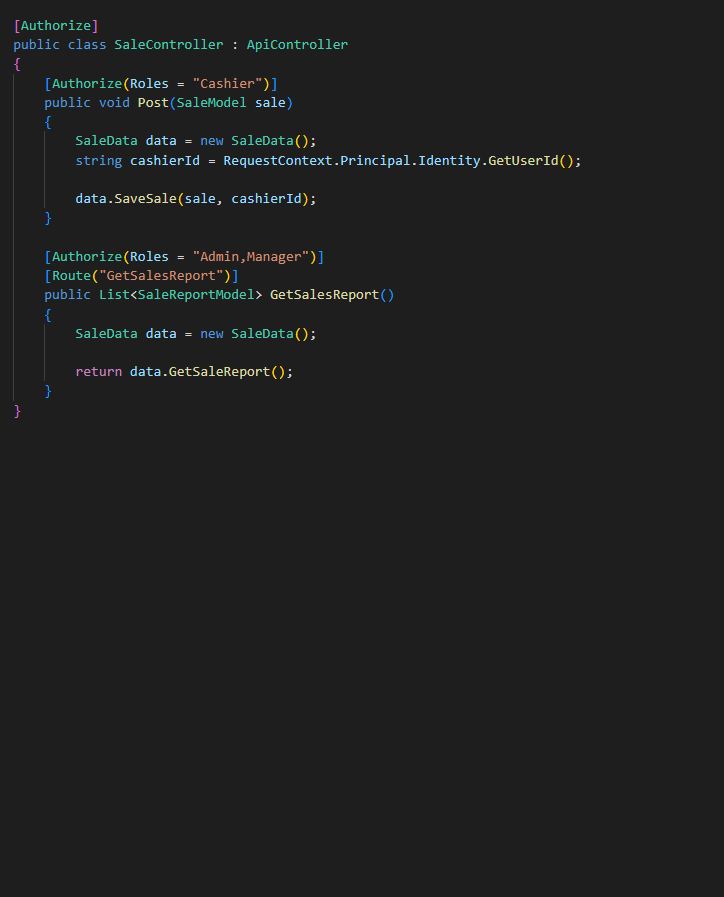 [Authorize]
public class SaleController : ApiController
{
    [Authorize(Roles = "Cashier")]
    public void Post(SaleModel sale)
    {
        SaleData data = new SaleData();
        string cashierId = RequestContext.Principal.Identity.GetUserId();

        data.SaveSale(sale, cashierId);
    }

    [Authorize(Roles = "Admin,Manager")]
    [Route("GetSalesReport")]
    public List<SaleReportModel> GetSalesReport()
    {
        SaleData data = new SaleData();

        return data.GetSaleReport();
    }
}